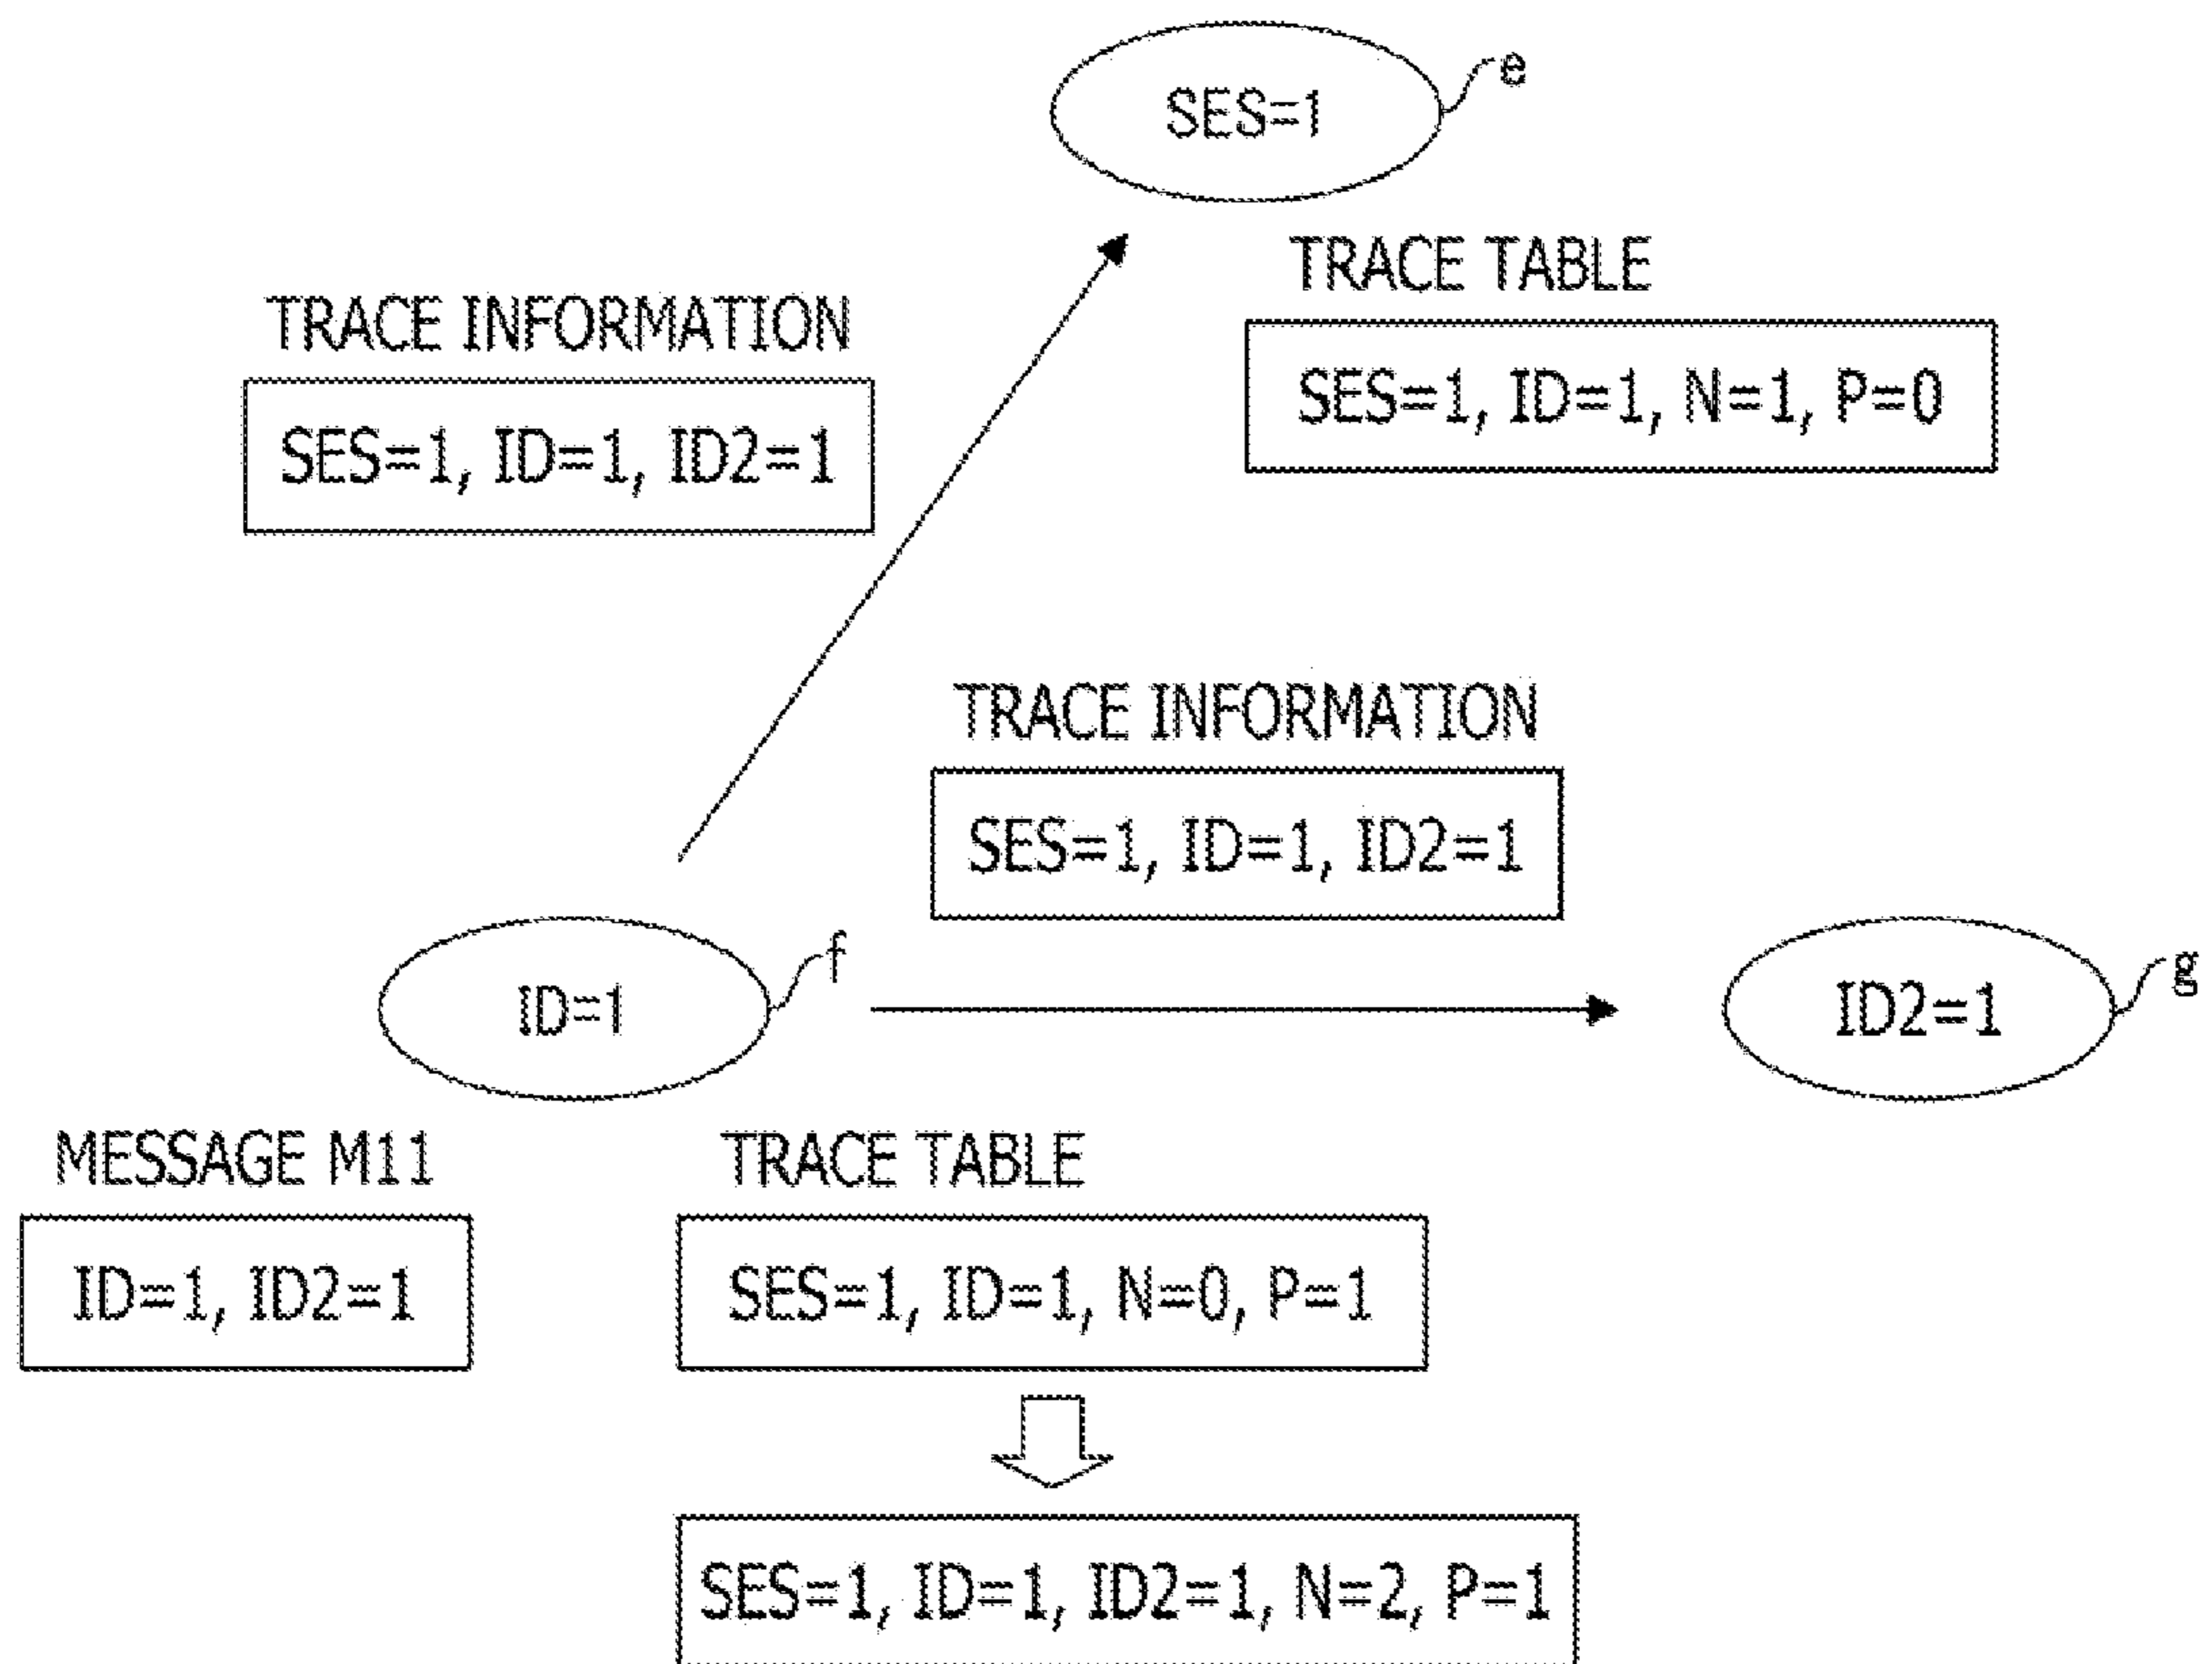 SES=1
e
TRACE TABLE
SES=1, ID=1, N=1, P=0
TRACE INFORMATION
SES=1, ID=1, ID2=1
TRACE INFORMATION
SES=1, ID=1, ID2=1
ID=1
f
ID2=1
g
MESSAGE M11
ID=1, ID2=1
TRACE TABLE
SES=1, ID=1, N=0, P=1
SES=1, ID=1, ID2=1, N=2, P=1